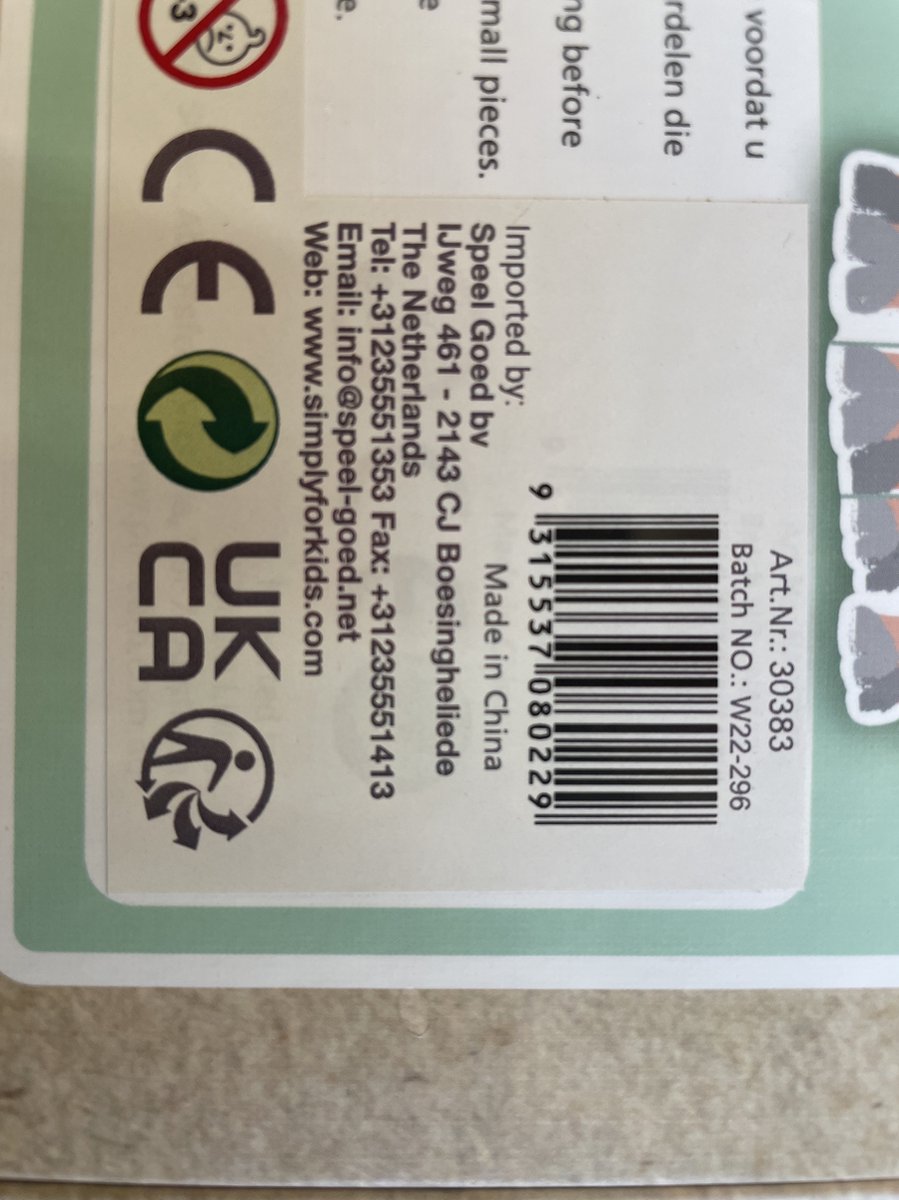 voordat u
rdelen die
ng before
mall pieces.
e
e.
Art.Nr.: 30383
Batch NO.: W22-296
9 315537 080229
Made in China
Imported by:
Speel Goed bv
IJweg 461 - 2143 CJ Boesingheliede
The Netherlands
Tel: +31235551353 Fax: +31235551413
Email: info@speel-goed.net
Web: www.simplyforkids.com
-3
CE
UK
CA